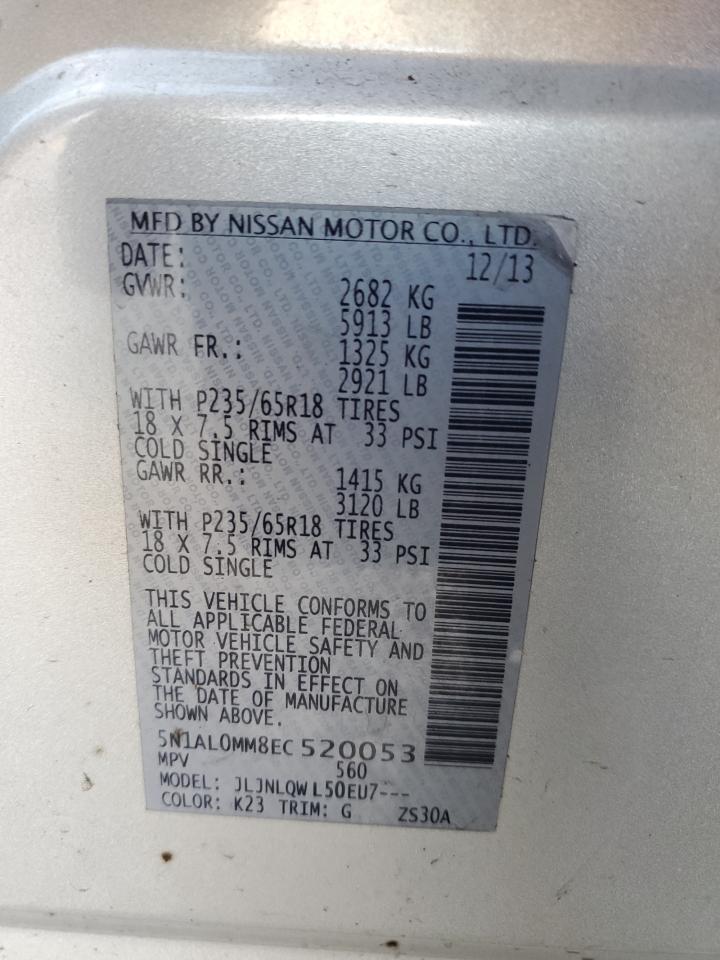 MFD BY NISSAN MOTOR CO., LTD.
DATE: 12/13
GVWR: 2682 KG
5913 LB
GAWR FR.: 1325 KG
2921 LB
WITH P235/65R18 TIRES
18 X 7.5 RIMS AT 33 PSI
COLD SINGLE
GAWR RR.: 1415 KG
3120 LB
WITH P235/65R18 TIRES
18 X 7.5 RIMS AT 33 PSI
COLD SINGLE
THIS VEHICLE CONFORMS TO
ALL APPLICABLE FEDERAL
MOTOR VEHICLE SAFETY AND
THEFT PREVENTION
STANDARDS IN EFFECT ON
THE DATE OF MANUFACTURE
SHOWN ABOVE.
5N1AL0MM8EC 520053
MPV 560
MODEL: JLJNLQW L50EU7---
COLOR: K23 TRIM: G ZS30A